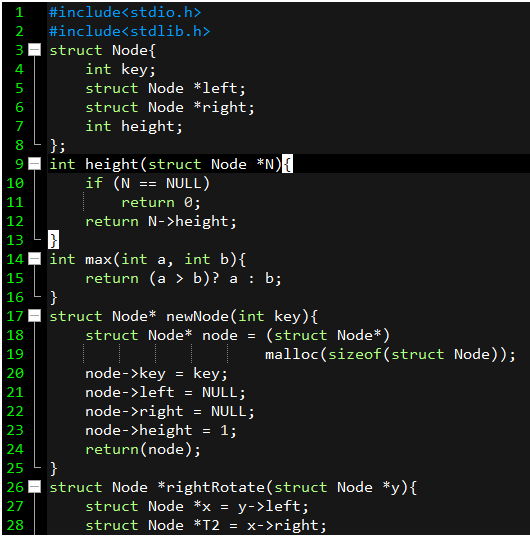 1 #include<stdio.h>
2 #include<stdlib.h>
3 struct Node{
4     int key;
5     struct Node *left;
6     struct Node *right;
7     int height;
8 };
9 int height(struct Node *N){
10     if (N == NULL)
11         return 0;
12     return N->height;
13 }
14 int max(int a, int b){
15     return (a > b)? a : b;
16 }
17 struct Node* newNode(int key){
18     struct Node* node = (struct Node*)
19                         malloc(sizeof(struct Node));
20     node->key = key;
21     node->left = NULL;
22     node->right = NULL;
23     node->height = 1;
24     return(node);
25 }
26 struct Node *rightRotate(struct Node *y){
27     struct Node *x = y->left;
28     struct Node *T2 = x->right;